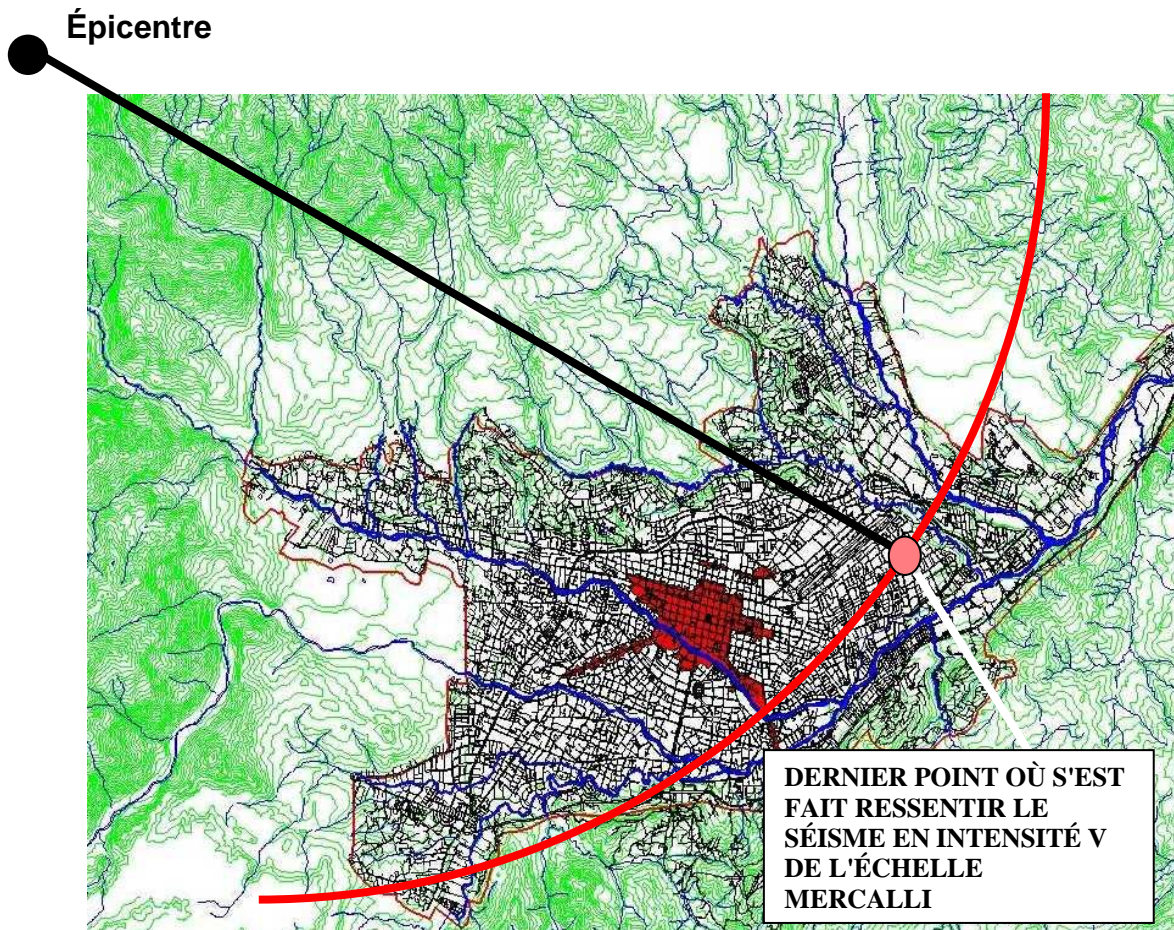 Épicentre
DERNIER POINT OÙ S'EST
FAIT RESSENTIR LE
SÉISME EN INTENSITÉ V
DE L'ÉCHELLE
MERCALLI